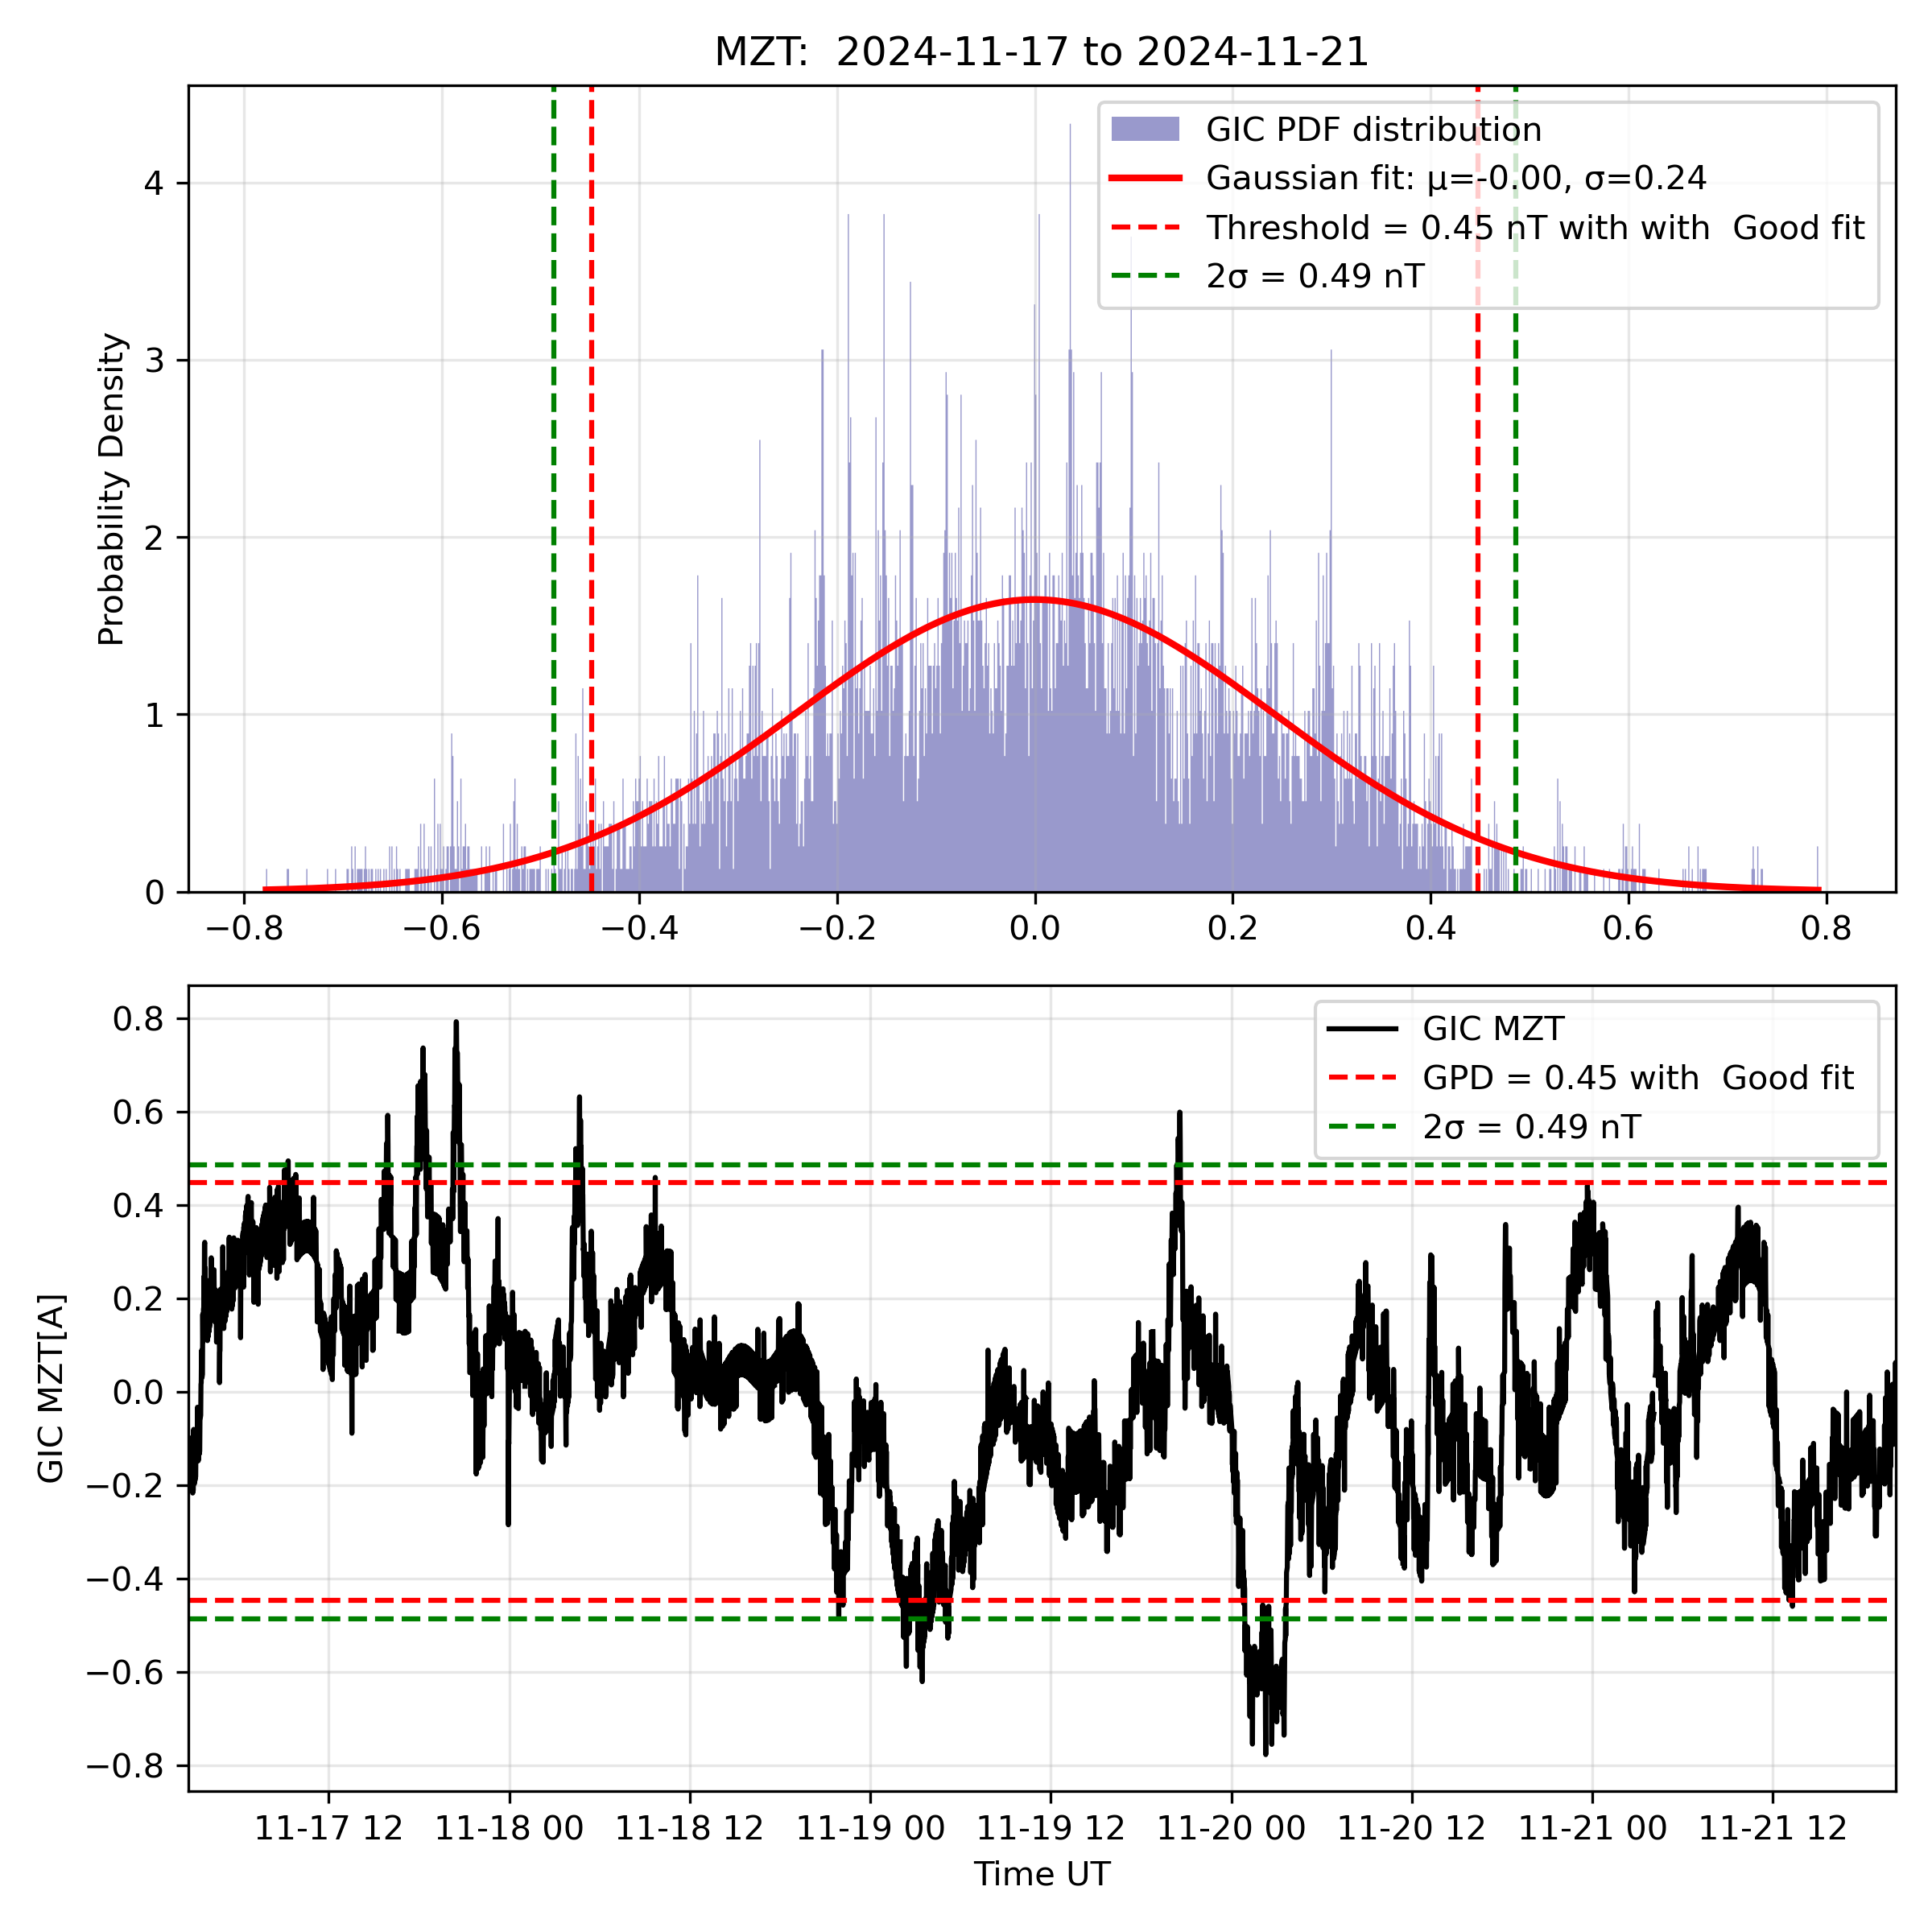 MZT:  2024-11-17 to 2024-11-21
GIC PDF distribution
Gaussian fit: μ=-0.00, σ=0.24
Threshold = 0.45 nT with with  Good fit
2σ = 0.49 nT
Probability Density
4
3
2
1
0
−0.8 −0.6 −0.4 −0.2 0.0 0.2 0.4 0.6 0.8
GIC MZT
GPD = 0.45 with  Good fit
2σ = 0.49 nT
GIC MZT[A]
0.8
0.6
0.4
0.2
0.0
−0.2
−0.4
−0.6
−0.8
11-17 12 11-18 00 11-18 12 11-19 00 11-19 12 11-20 00 11-20 12 11-21 00 11-21 12
Time UT